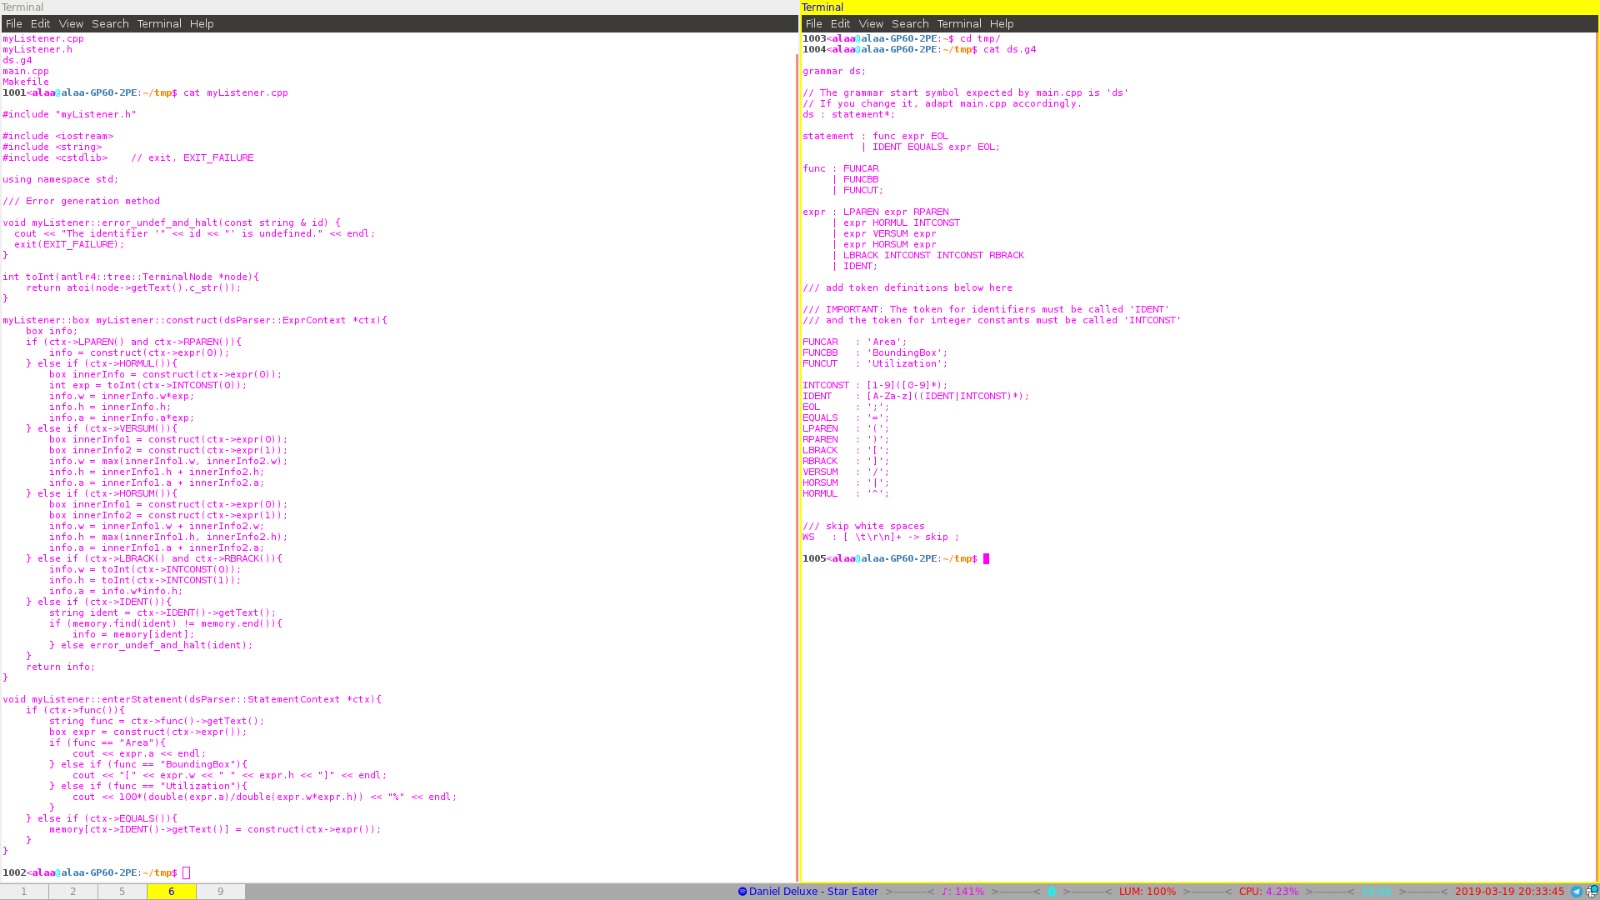 Terminal
File Edit View Search Terminal Help
myListener.cpp
myListener.h
ds.g4
main.cpp
Makefile
1001<alaa@alaa-GP60-2PE:~/tmp$ cat myListener.cpp
#include "myListener.h"
#include <iostream>
#include <string>
#include <cstdlib>    // exit, EXIT_FAILURE
using namespace std;
/// Error generation method
void myListener::error_undef_and_halt(const string & id) {
  cout << "The identifier '" << id << "' is undefined." << endl;
  exit(EXIT_FAILURE);
}
int toInt(antlr4::tree::TerminalNode *node){
    return atoi(node->getText().c_str());
}
myListener::box myListener::construct(dsParser::ExprContext *ctx){
    box info;
    if (ctx->LPAREN() and ctx->RPAREN()){
        info = construct(ctx->expr(0));
    } else if (ctx->HORMUL()){
        box innerInfo = construct(ctx->expr(0));
        int exp = toInt(ctx->INTCONST(0));
        info.w = innerInfo.w*exp;
        info.h = innerInfo.h;
        info.a = innerInfo.a*exp;
    } else if (ctx->VERSUM()){
        box innerInfo1 = construct(ctx->expr(0));
        box innerInfo2 = construct(ctx->expr(1));
        info.w = max(innerInfo1.w, innerInfo2.w);
        info.h = innerInfo1.h + innerInfo2.h;
        info.a = innerInfo1.a + innerInfo2.a;
    } else if (ctx->HORSUM()){
        box innerInfo1 = construct(ctx->expr(0));
        box innerInfo2 = construct(ctx->expr(1));
        info.w = innerInfo1.w + innerInfo2.w;
        info.h = max(innerInfo1.h, innerInfo2.h);
        info.a = innerInfo1.a + innerInfo2.a;
    } else if (ctx->LBRACK() and ctx->RBRACK()){
        info.w = toInt(ctx->INTCONST(0));
        info.h = toInt(ctx->INTCONST(1));
        info.a = info.w*info.h;
    } else if (ctx->IDENT()){
        string ident = ctx->IDENT()->getText();
        if (memory.find(ident) != memory.end()){
            info = memory[ident];
        } else error_undef_and_halt(ident);
    }
    return info;
}
void myListener::enterStatement(dsParser::StatementContext *ctx){
    if (ctx->func()){
        string func = ctx->func()->getText();
        box expr = construct(ctx->expr());
        if (func == "Area"){
            cout << expr.a << endl;
        } else if (func == "BoundingBox"){
            cout << "[" << expr.w << " " << expr.h << "]" << endl;
        } else if (func == "Utilization"){
            cout << 100*(double(expr.a)/double(expr.w*expr.h)) << "%" << endl;
        }
    } else if (ctx->EQUALS()){
        memory[ctx->IDENT()->getText()] = construct(ctx->expr());
    }
}
1002<alaa@alaa-GP60-2PE:~/tmp$
Terminal
File Edit View Search Terminal Help
1003<alaa@alaa-GP60-2PE:~$ cd tmp/
1004<alaa@alaa-GP60-2PE:~/tmp$ cat ds.g4
grammar ds;
// The grammar start symbol expected by main.cpp is 'ds'
// If you change it, adapt main.cpp accordingly.
ds : statement*;
statement : func expr EOL
          | IDENT EQUALS expr EOL;
func : FUNCAR
     | FUNCBB
     | FUNCUT;
expr : LPAREN expr RPAREN
     | expr HORMUL INTCONST
     | expr VERSUM expr
     | expr HORSUM expr
     | LBRACK INTCONST INTCONST RBRACK
     | IDENT;
/// add token definitions below here
/// IMPORTANT: The token for identifiers must be called 'IDENT'
/// and the token for integer constants must be called 'INTCONST'
FUNCAR   : 'Area';
FUNCBB   : 'BoundingBox';
FUNCUT   : 'Utilization';
INTCONST : [1-9]([0-9]*);
IDENT    : [A-Za-z]((IDENT|INTCONST)*);
EOL      : ';';
EQUALS   : '=';
LPAREN   : '(';
RPAREN   : ')';
LBRACK   : '[';
RBRACK   : ']';
VERSUM   : '/';
HORSUM   : '|';
HORMUL   : '^';
/// skip white spaces
WS   : [ \t\r\n]+ -> skip ;
1005<alaa@alaa-GP60-2PE:~/tmp$
1 2 5 6 9
Daniel Deluxe - Star Eater >-----< ♪: 141% >-----< >-----< LUM: 100% >-----< CPU: 4.23% >-----< >-----< 2019-03-19 20:33:45